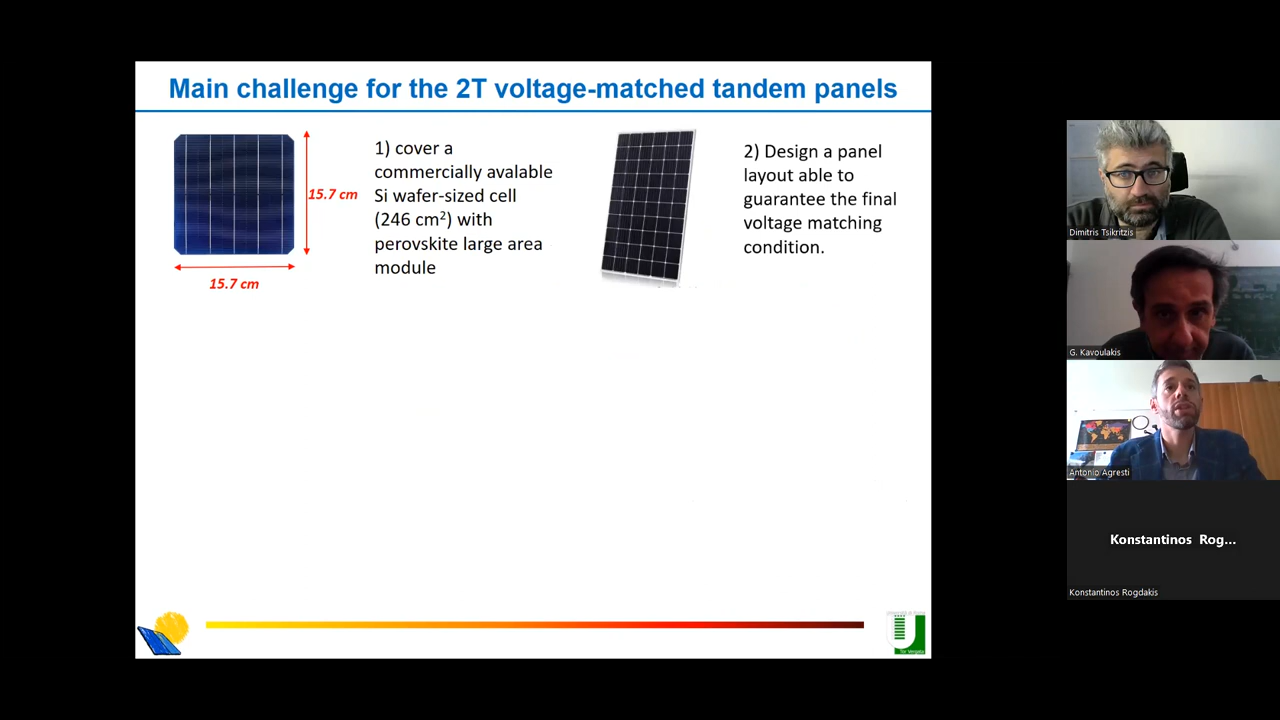 Main challenge for the 2T voltage-matched tandem panels
15.7 cm
15.7 cm
1) cover a
commercially avalable
Si wafer-sized cell
(246 cm²) with
perovskite large area
module
2) Design a panel
layout able to
guarantee the final
voltage matching
condition.
Tor Vergata
Dimitris Tsikritzis
G. Kavoulakis
Antonio Agresti
Konstantinos Rog...
Konstantinos Rogdakis